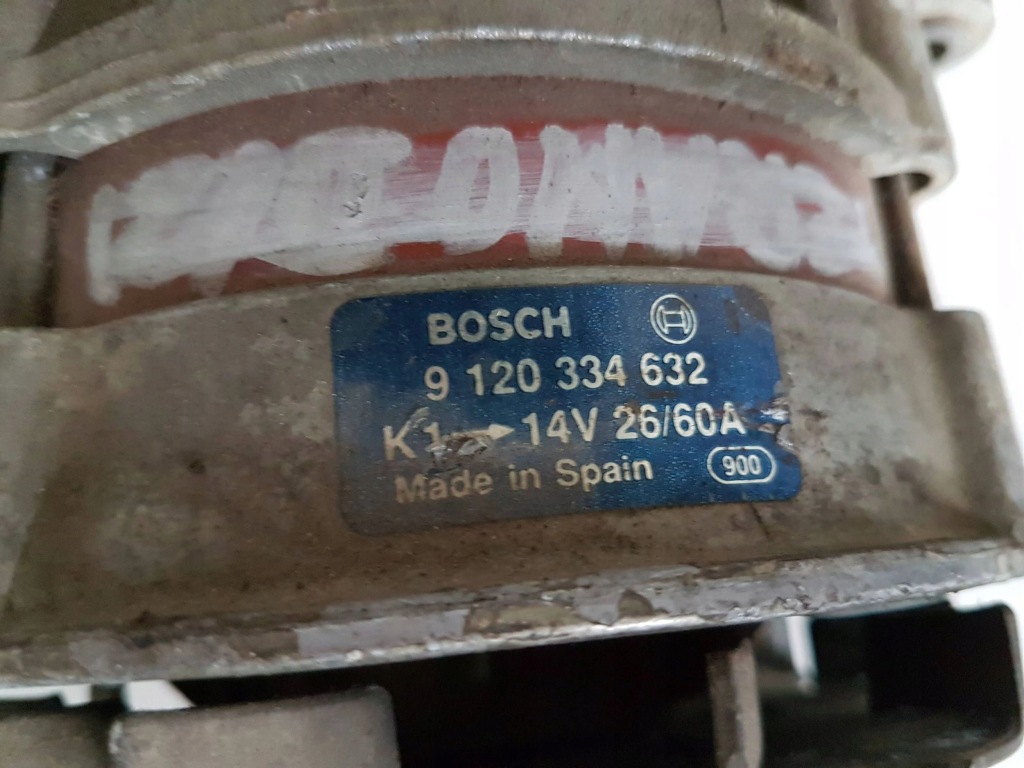 BOSCH
9 120 334 632
K1 → 14V 26/60A
Made in Spain 900